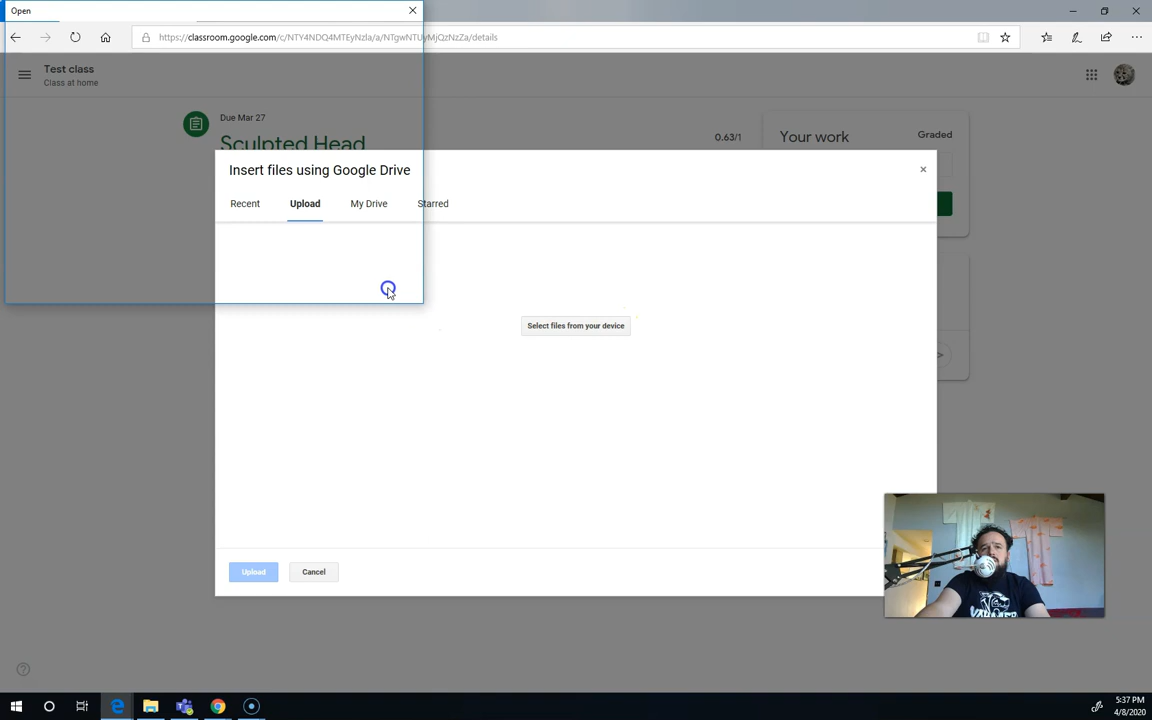 Open
https://classroom.google.com/c/NTY4NDQ4MTEyNzla/a/NTgwNTUyMjQzNzZa/details
Test class
Class at home
Due Mar 27
Sculpted Head
0.63/1
Your work
Graded
Insert files using Google Drive
Recent
Upload
My Drive
Starred
Select files from your device
Upload
Cancel
5:37 PM
4/8/2020